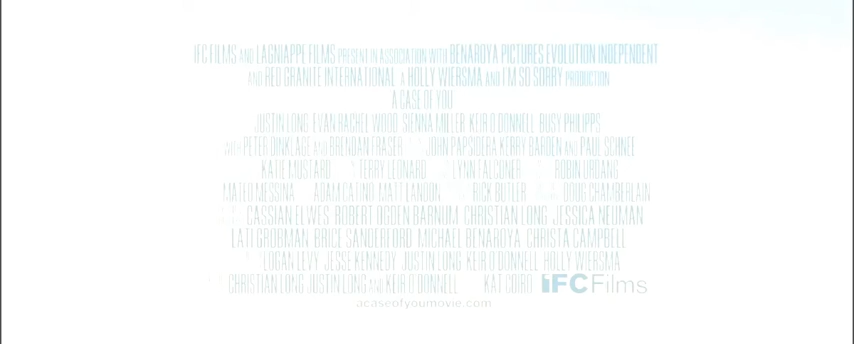 IFC FILMS AND LAGNIAPPE FILMS PRESENT IN ASSOCIATION WITH BENAROYA PICTURES EVOLUTION INDEPENDENT
AND RED GRANITE INTERNATIONAL A HOLLY WIERSMA AND I'M SO SORRY PRODUCTION
A CASE OF YOU
JUSTIN LONG EVAN RACHEL WOOD SIENNA MILLER KEIR O'DONNELL BUSY PHILIPPS
WITH PETER DINKLAGE AND BRENDAN FRASER JOHN PAPSIDERA KERRY BARDEN AND PAUL SCHNEE
KATIE MUSTARD TERRY LEONARD LYNN FALCONER ROBIN URDANG
MATEO MESSINA ADAM CATINO MATT LANDON RICK BUTLER DOUG CHAMBERLAIN
CASSIAN ELWES ROBERT OGDEN BARNUM CHRISTIAN LONG JESSICA NEUMAN
LATI GROBMAN BRICE SANDERFORD MICHAEL BENAROYA CHRISTA CAMPBELL
LOGAN LEVY JESSE KENNEDY JUSTIN LONG KEIR O'DONNELL HOLLY WIERSMA
CHRISTIAN LONG JUSTIN LONG AND KEIR O'DONNELL KAT COIRO IFC Films
acaseofyoumovie.com